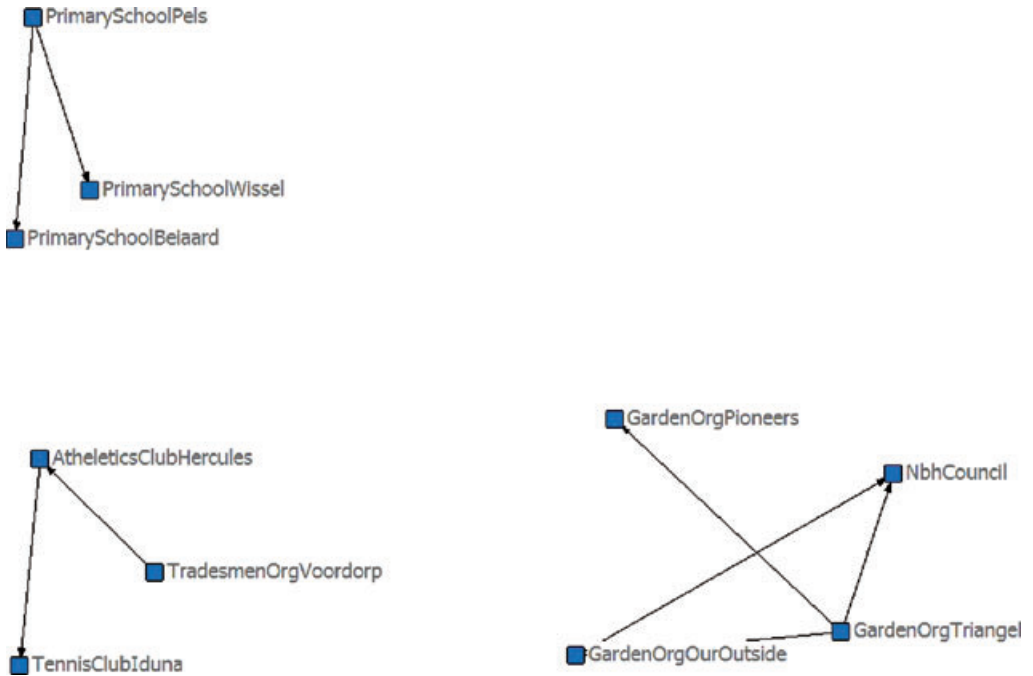 PrimarySchoolPels
PrimarySchoolWissel
PrimarySchoolBeiaard
GardenOrgPioneers
AtheleticsClubHercules
NbhCouncil
TradesmenOrgVoordorp
GardenOrgTriangel
GardenOrgOurOutside
TennisClubIduna